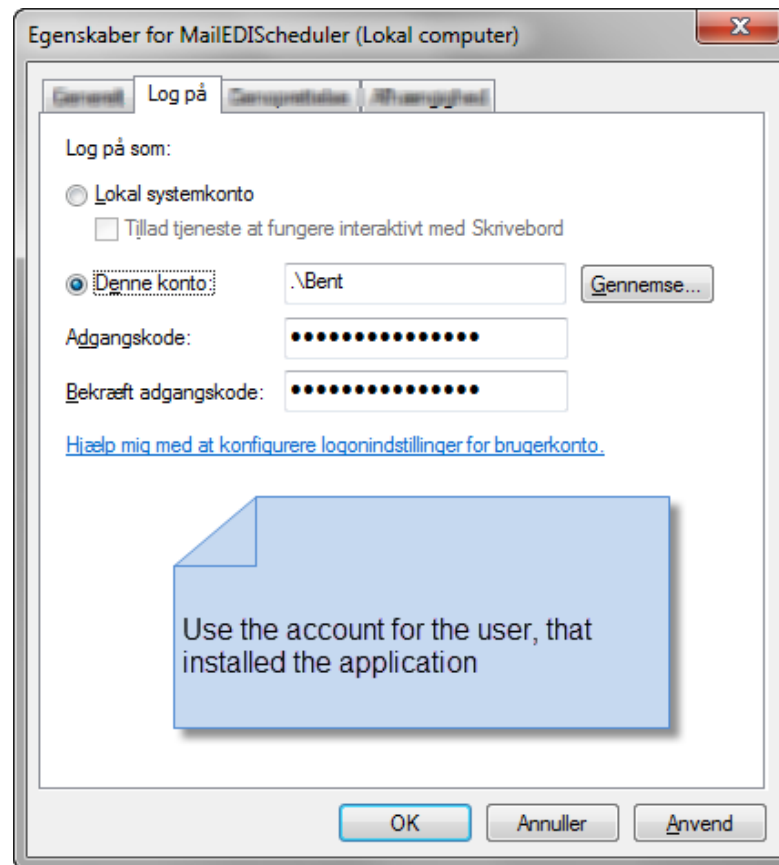 Egenskaber for MailEDIScheduler (Lokal computer)
Log på
Log på som:
Lokal systemkonto
Tillad tjeneste at fungere interaktivt med Skrivebord
Denne konto:
.\Bent
Gennemse...
Adgangskode:
●●●●●●●●●●●●●●●
Bekræft adgangskode:
●●●●●●●●●●●●●●●
Hjælp mig med at konfigurere logonindstillinger for brugerkonto.
Use the account for the user, that
installed the application
OK
Annuller
Anvend